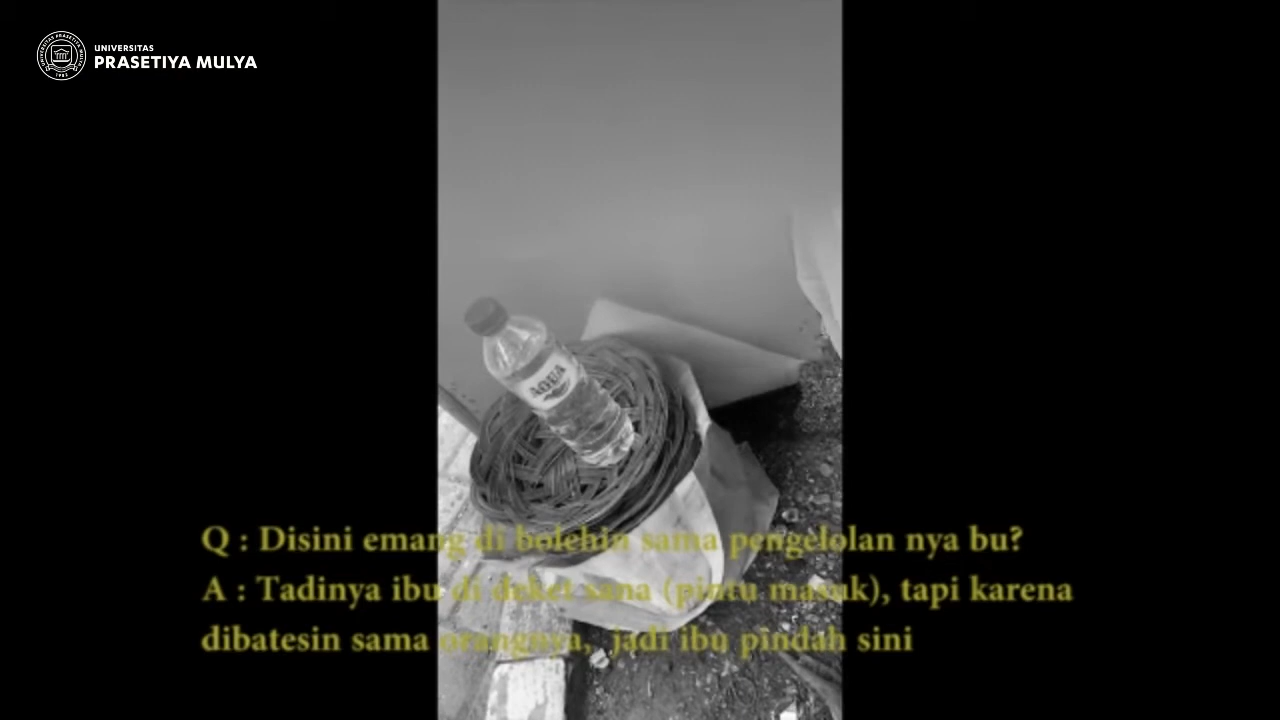 UNIVERSITAS
PRASETIYA MULYA
AQUA
Q : Disini emang di bolehin sama pengelolan nya bu?
A : Tadinya ibu di deket sana (pintu masuk), tapi karena
dibatesin sama orangnya, jadi ibu pindah sini